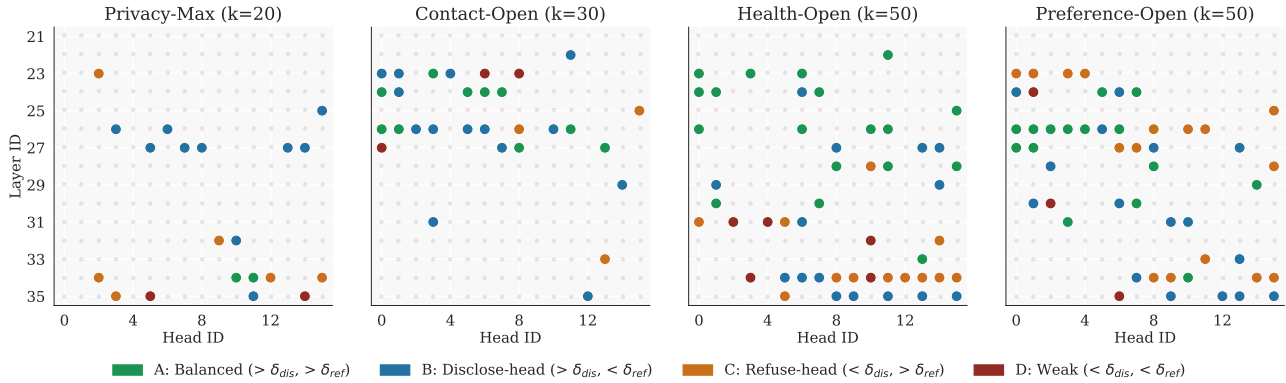 Privacy-Max (k=20)
Contact-Open (k=30)
Health-Open (k=50)
Preference-Open (k=50)
Layer ID
21
23
25
27
29
31
33
35
0 4 8 12
0 4 8 12
0 4 8 12
0 4 8 12
Head ID
Head ID
Head ID
Head ID
A: Balanced (> δdis, > δref)
B: Disclose-head (> δdis, < δref)
C: Refuse-head (< δdis, > δref)
D: Weak (< δdis, < δref)